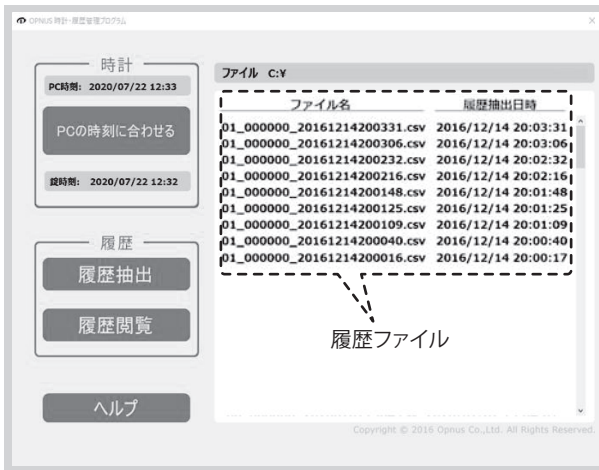 OPNUS 時計・履歴管理プログラム
時計
PC時刻: 2020/07/22 12:33
PCの時刻に合わせる
錠時刻: 2020/07/22 12:32
履歴
履歴抽出
履歴閲覧
ヘルプ
ファイル C:¥
ファイル名 履歴抽出日時
01_000000_20161214200331.csv 2016/12/14 20:03:31
01_000000_20161214200306.csv 2016/12/14 20:03:06
01_000000_20161214200232.csv 2016/12/14 20:02:32
01_000000_20161214200216.csv 2016/12/14 20:02:16
01_000000_20161214200148.csv 2016/12/14 20:01:48
01_000000_20161214200125.csv 2016/12/14 20:01:25
01_000000_20161214200109.csv 2016/12/14 20:01:09
01_000000_20161214200040.csv 2016/12/14 20:00:40
01_000000_20161214200016.csv 2016/12/14 20:00:17
履歴ファイル
Copyright © 2016 Opnus Co.,Ltd. All Rights Reserved.